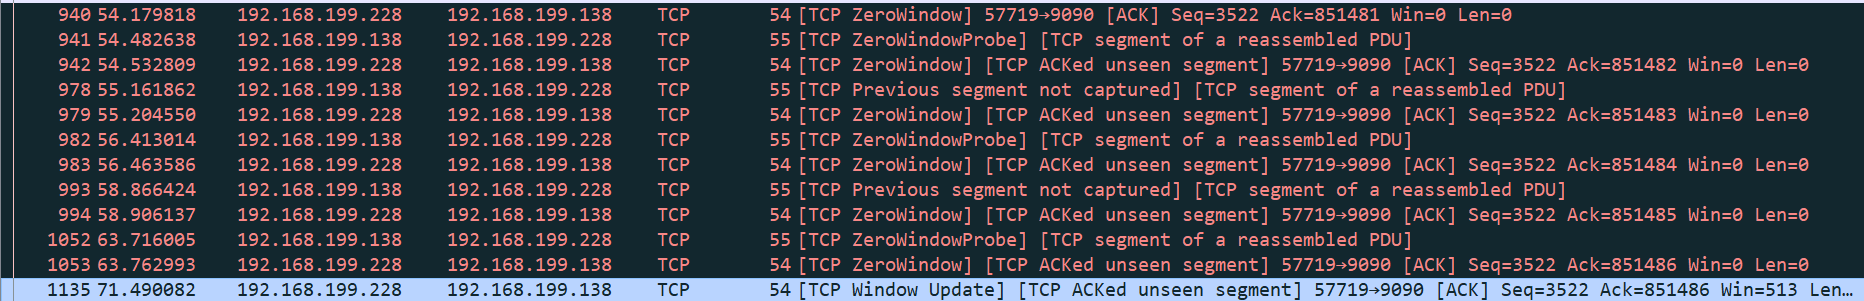 940 54.179818 192.168.199.228 192.168.199.138 TCP 54 [TCP ZeroWindow] 57719→9090 [ACK] Seq=3522 Ack=851481 Win=0 Len=0
941 54.482638 192.168.199.138 192.168.199.228 TCP 55 [TCP ZeroWindowProbe] [TCP segment of a reassembled PDU]
942 54.532809 192.168.199.228 192.168.199.138 TCP 54 [TCP ZeroWindow] [TCP ACKed unseen segment] 57719→9090 [ACK] Seq=3522 Ack=851482 Win=0 Len=0
978 55.161862 192.168.199.138 192.168.199.228 TCP 55 [TCP Previous segment not captured] [TCP segment of a reassembled PDU]
979 55.204550 192.168.199.228 192.168.199.138 TCP 54 [TCP ZeroWindow] [TCP ACKed unseen segment] 57719→9090 [ACK] Seq=3522 Ack=851483 Win=0 Len=0
982 56.413014 192.168.199.138 192.168.199.228 TCP 55 [TCP ZeroWindowProbe] [TCP segment of a reassembled PDU]
983 56.463586 192.168.199.228 192.168.199.138 TCP 54 [TCP ZeroWindow] [TCP ACKed unseen segment] 57719→9090 [ACK] Seq=3522 Ack=851484 Win=0 Len=0
993 58.866424 192.168.199.138 192.168.199.228 TCP 55 [TCP Previous segment not captured] [TCP segment of a reassembled PDU]
994 58.906137 192.168.199.228 192.168.199.138 TCP 54 [TCP ZeroWindow] [TCP ACKed unseen segment] 57719→9090 [ACK] Seq=3522 Ack=851485 Win=0 Len=0
1052 63.716005 192.168.199.138 192.168.199.228 TCP 55 [TCP ZeroWindowProbe] [TCP segment of a reassembled PDU]
1053 63.762993 192.168.199.228 192.168.199.138 TCP 54 [TCP ZeroWindow] [TCP ACKed unseen segment] 57719→9090 [ACK] Seq=3522 Ack=851486 Win=0 Len=0
1135 71.490082 192.168.199.228 192.168.199.138 TCP 54 [TCP Window Update] [TCP ACKed unseen segment] 57719→9090 [ACK] Seq=3522 Ack=851486 Win=513 Len…